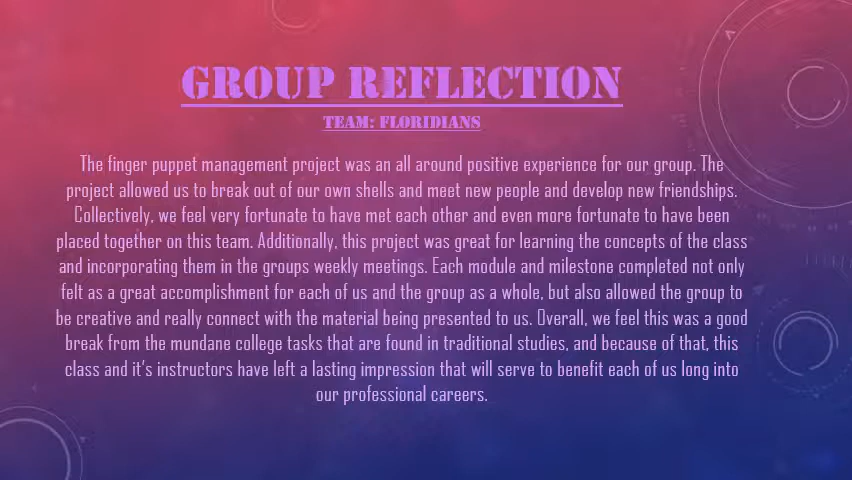 GROUP REFLECTION
TEAM: FLORIDIANS
The finger puppet management project was an all around positive experience for our group. The
project allowed us to break out of our own shells and meet new people and develop new friendships.
Collectively, we feel very fortunate to have met each other and even more fortunate to have been
placed together on this team. Additionally, this project was great for learning the concepts of the class
and incorporating them in the groups weekly meetings. Each module and milestone completed not only
felt as a great accomplishment for each of us and the group as a whole, but also allowed the group to
be creative and really connect with the material being presented to us. Overall, we feel this was a good
break from the mundane college tasks that are found in traditional studies, and because of that, this
class and it's instructors have left a lasting impression that will serve to benefit each of us long into
our professional careers.